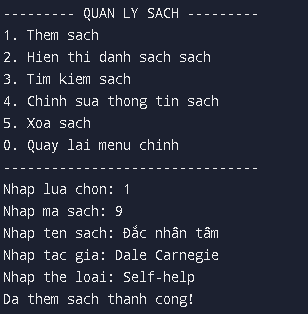 --------- QUAN LY SACH ---------
1. Them sach
2. Hien thi danh sach sach
3. Tim kiem sach
4. Chinh sua thong tin sach
5. Xoa sach
0. Quay lai menu chinh
--------------------------------
Nhap lua chon: 1
Nhap ma sach: 9
Nhap ten sach: Đắc nhân tâm
Nhap tac gia: Dale Carnegie
Nhap the loai: Self-help
Da them sach thanh cong!